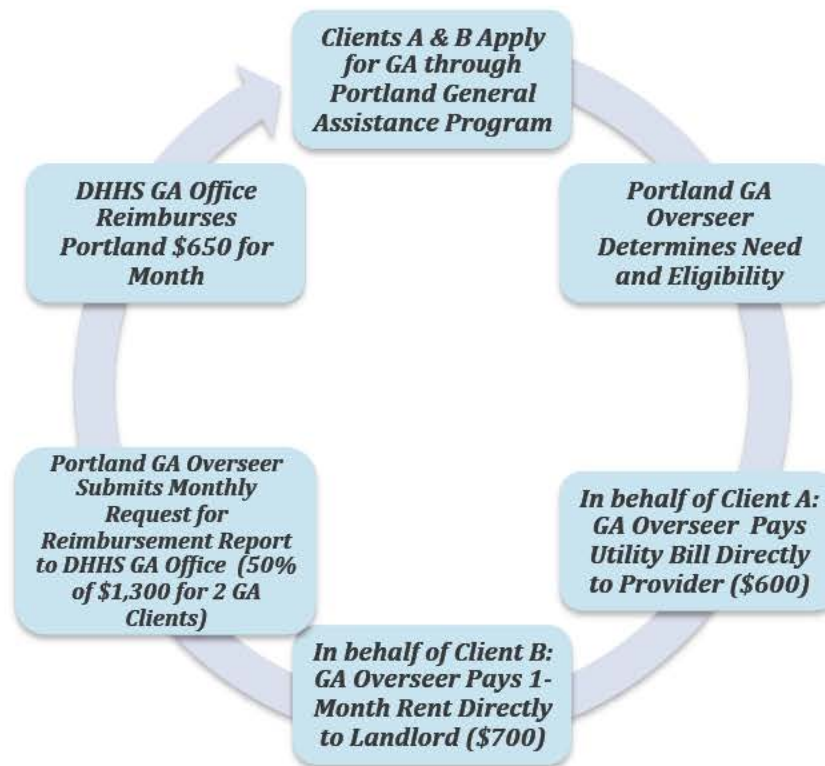 Clients A & B Apply
for GA through
Portland General
Assistance Program
Portland GA
Overseer
Determines Need
and Eligibility
In behalf of Client A:
GA Overseer Pays
Utility Bill Directly
to Provider ($600)
In behalf of Client B:
GA Overseer Pays 1-
Month Rent Directly
to Landlord ($700)
Portland GA Overseer
Submits Monthly
Request for
Reimbursement Report
to DHHS GA Office (50%
of $1,300 for 2 GA
Clients)
DHHS GA Office
Reimburses
Portland $650 for
Month